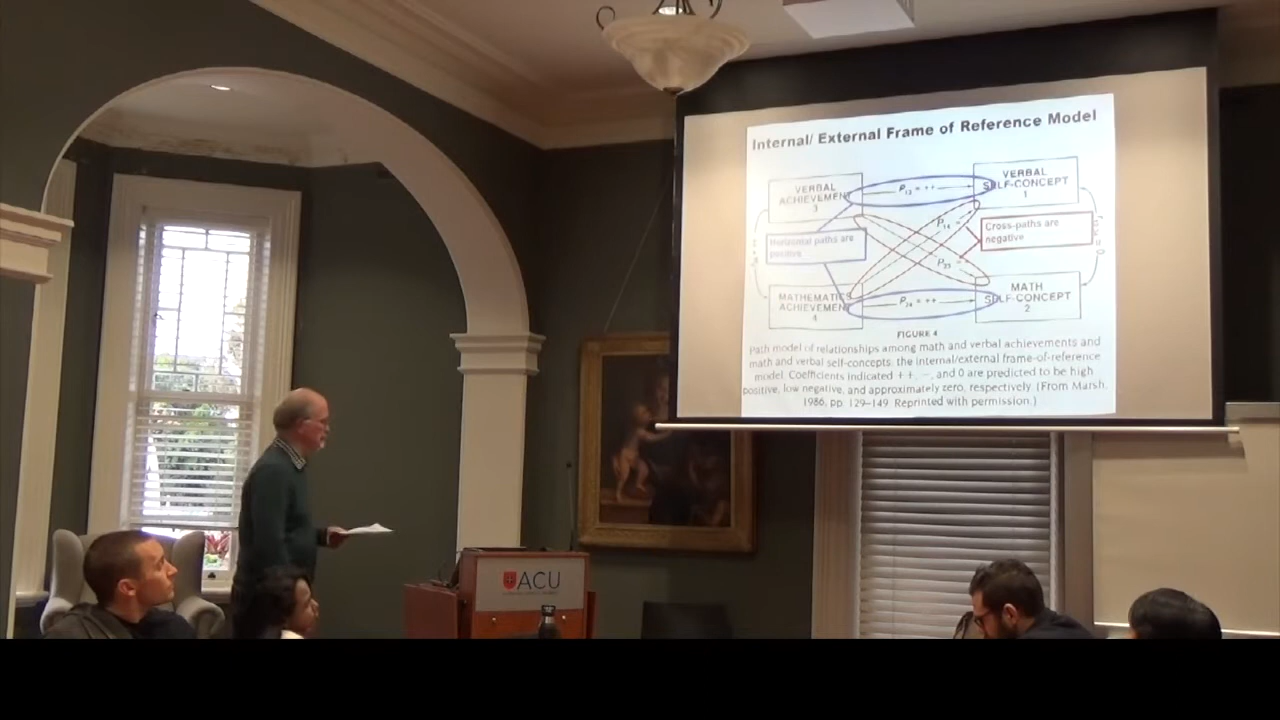 Internal/ External Frame of Reference Model
VERBAL
ACHIEVEMENT
3
VERBAL
SELF-CONCEPT
1
P₁₃ = ++
P₁₄ = -
Cross-paths are
negative
Horizontal paths are
positive
P₂₃ = -
MATHEMATICS
ACHIEVEMENT
4
P₂₄ = ++
MATH
SELF-CONCEPT
2
FIGURE 4
Path model of relationships among math and verbal achievements and
math and verbal self-concepts: the internal/external frame-of-reference
model. Coefficients indicated ++, -, and 0 are predicted to be high
positive, low negative, and approximately zero, respectively. (From Marsh,
1986, pp. 129–149. Reprinted with permission.)
ACU